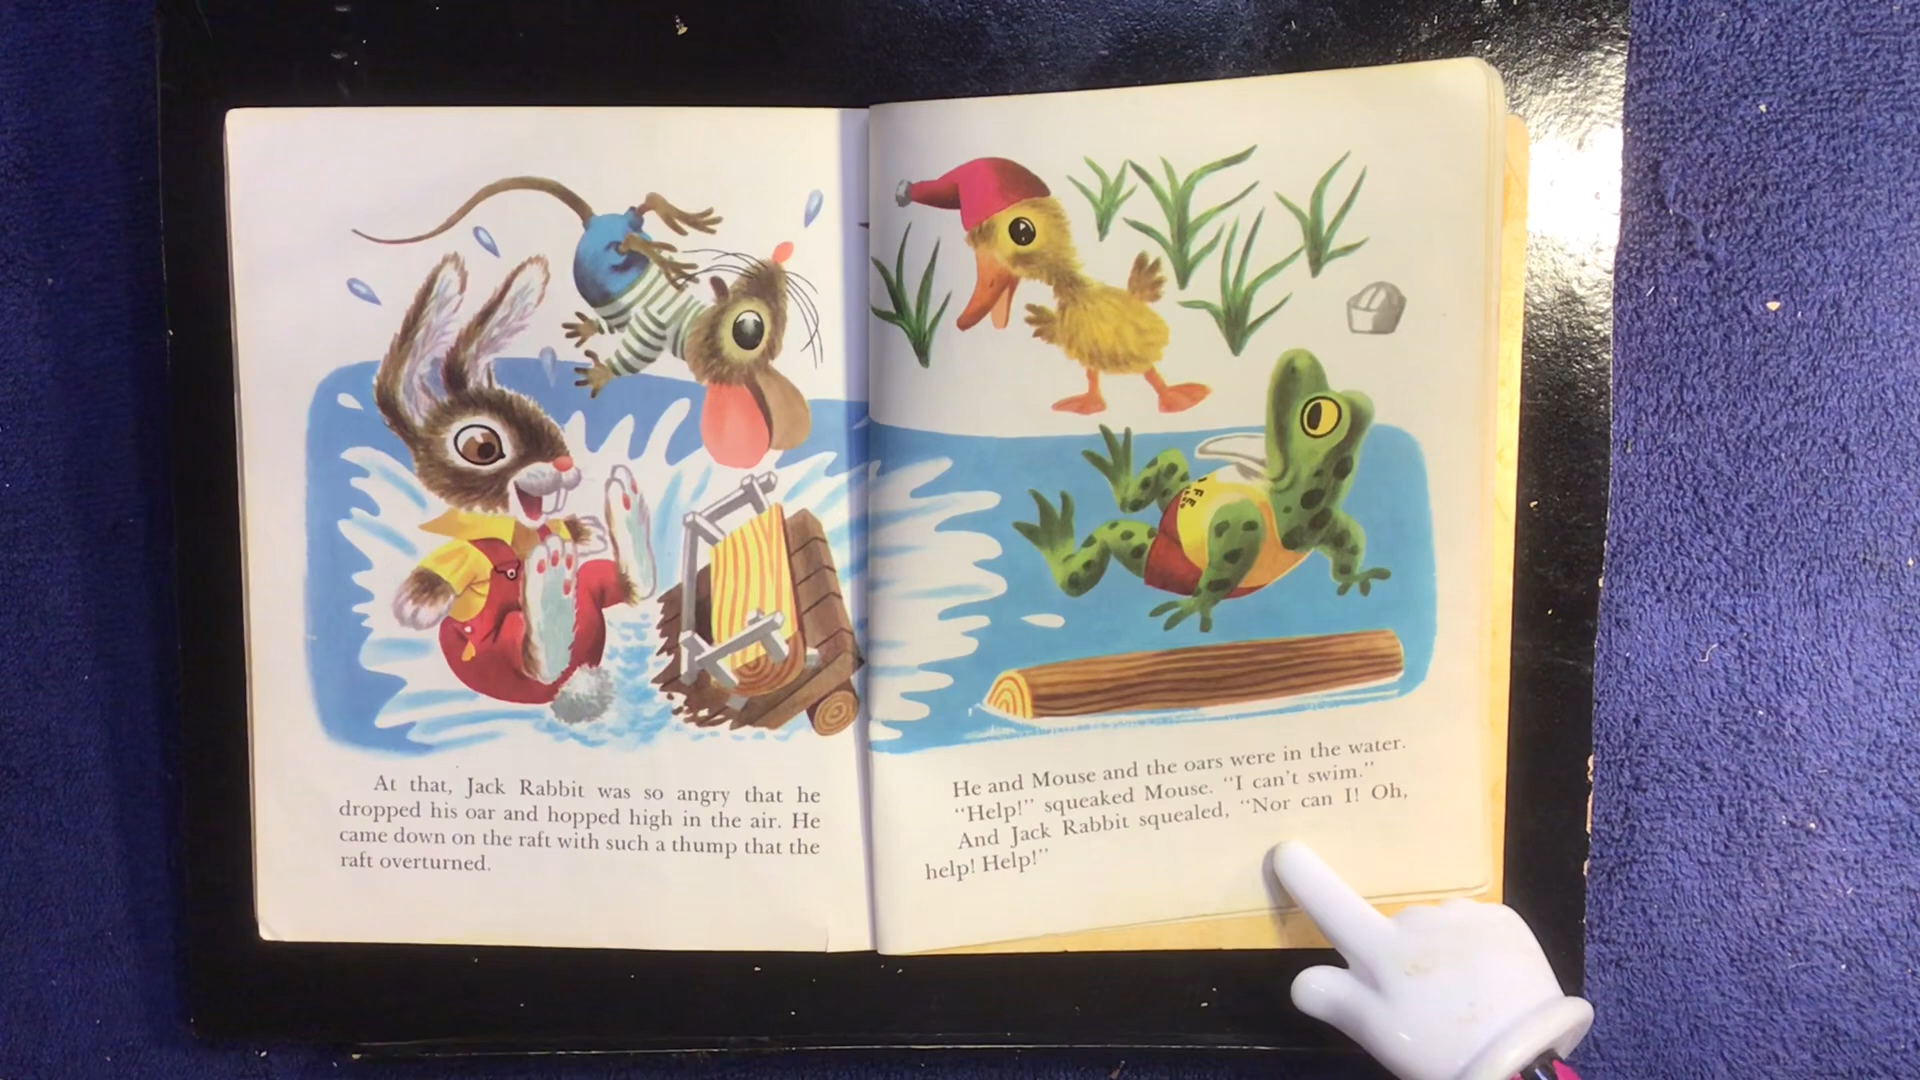 At that, Jack Rabbit was so angry that he
dropped his oar and hopped high in the air. He
came down on the raft with such a thump that the
raft overturned.
He and Mouse and the oars were in the water.
“Help!” squeaked Mouse. “I can't swim.”
And Jack Rabbit squealed, “Nor can I! Oh,
help! Help!”